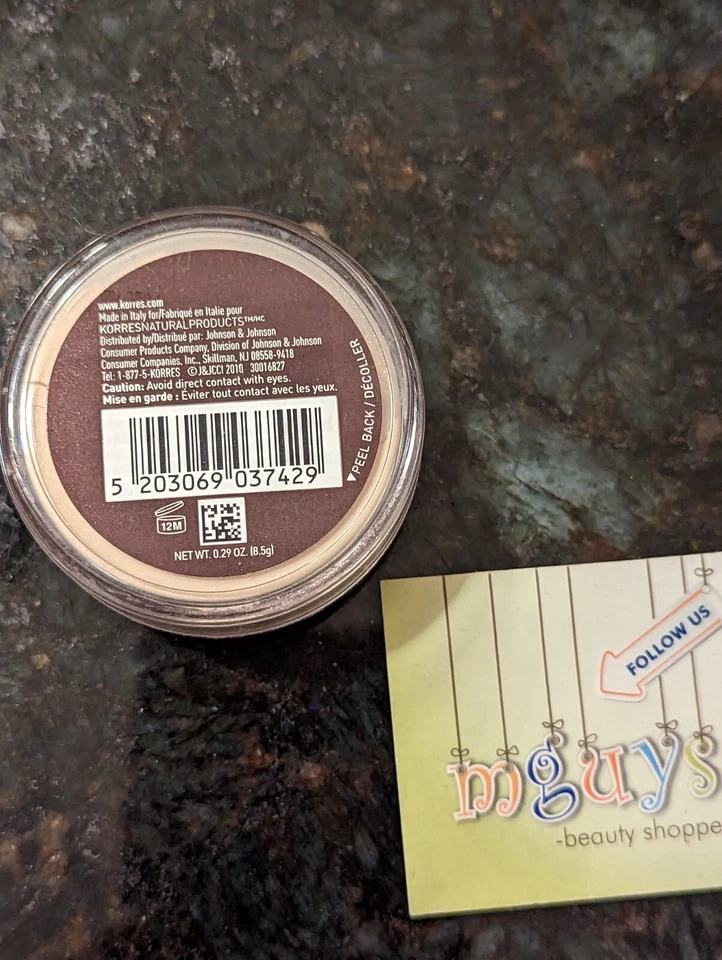 www.korres.com
Made in Italy for/Fabriqué en Italie pour
KORRESNATURALPRODUCTS™/MC
Distributed by/Distribué par: Johnson & Johnson
Consumer Products Company, Division of Johnson & Johnson
Consumer Companies, Inc., Skillman, NJ 08558-9418
Tel: 1-877-5-KORRES ©J&JCCI 2010 30016827
Caution: Avoid direct contact with eyes.
Mise en garde : Éviter tout contact avec les yeux.
▼PEEL BACK / DÉCOLLER
5 203069 037429
12M
NET WT. 0.29 OZ. (8.5g)
FOLLOW US
mguys
-beauty shoppe